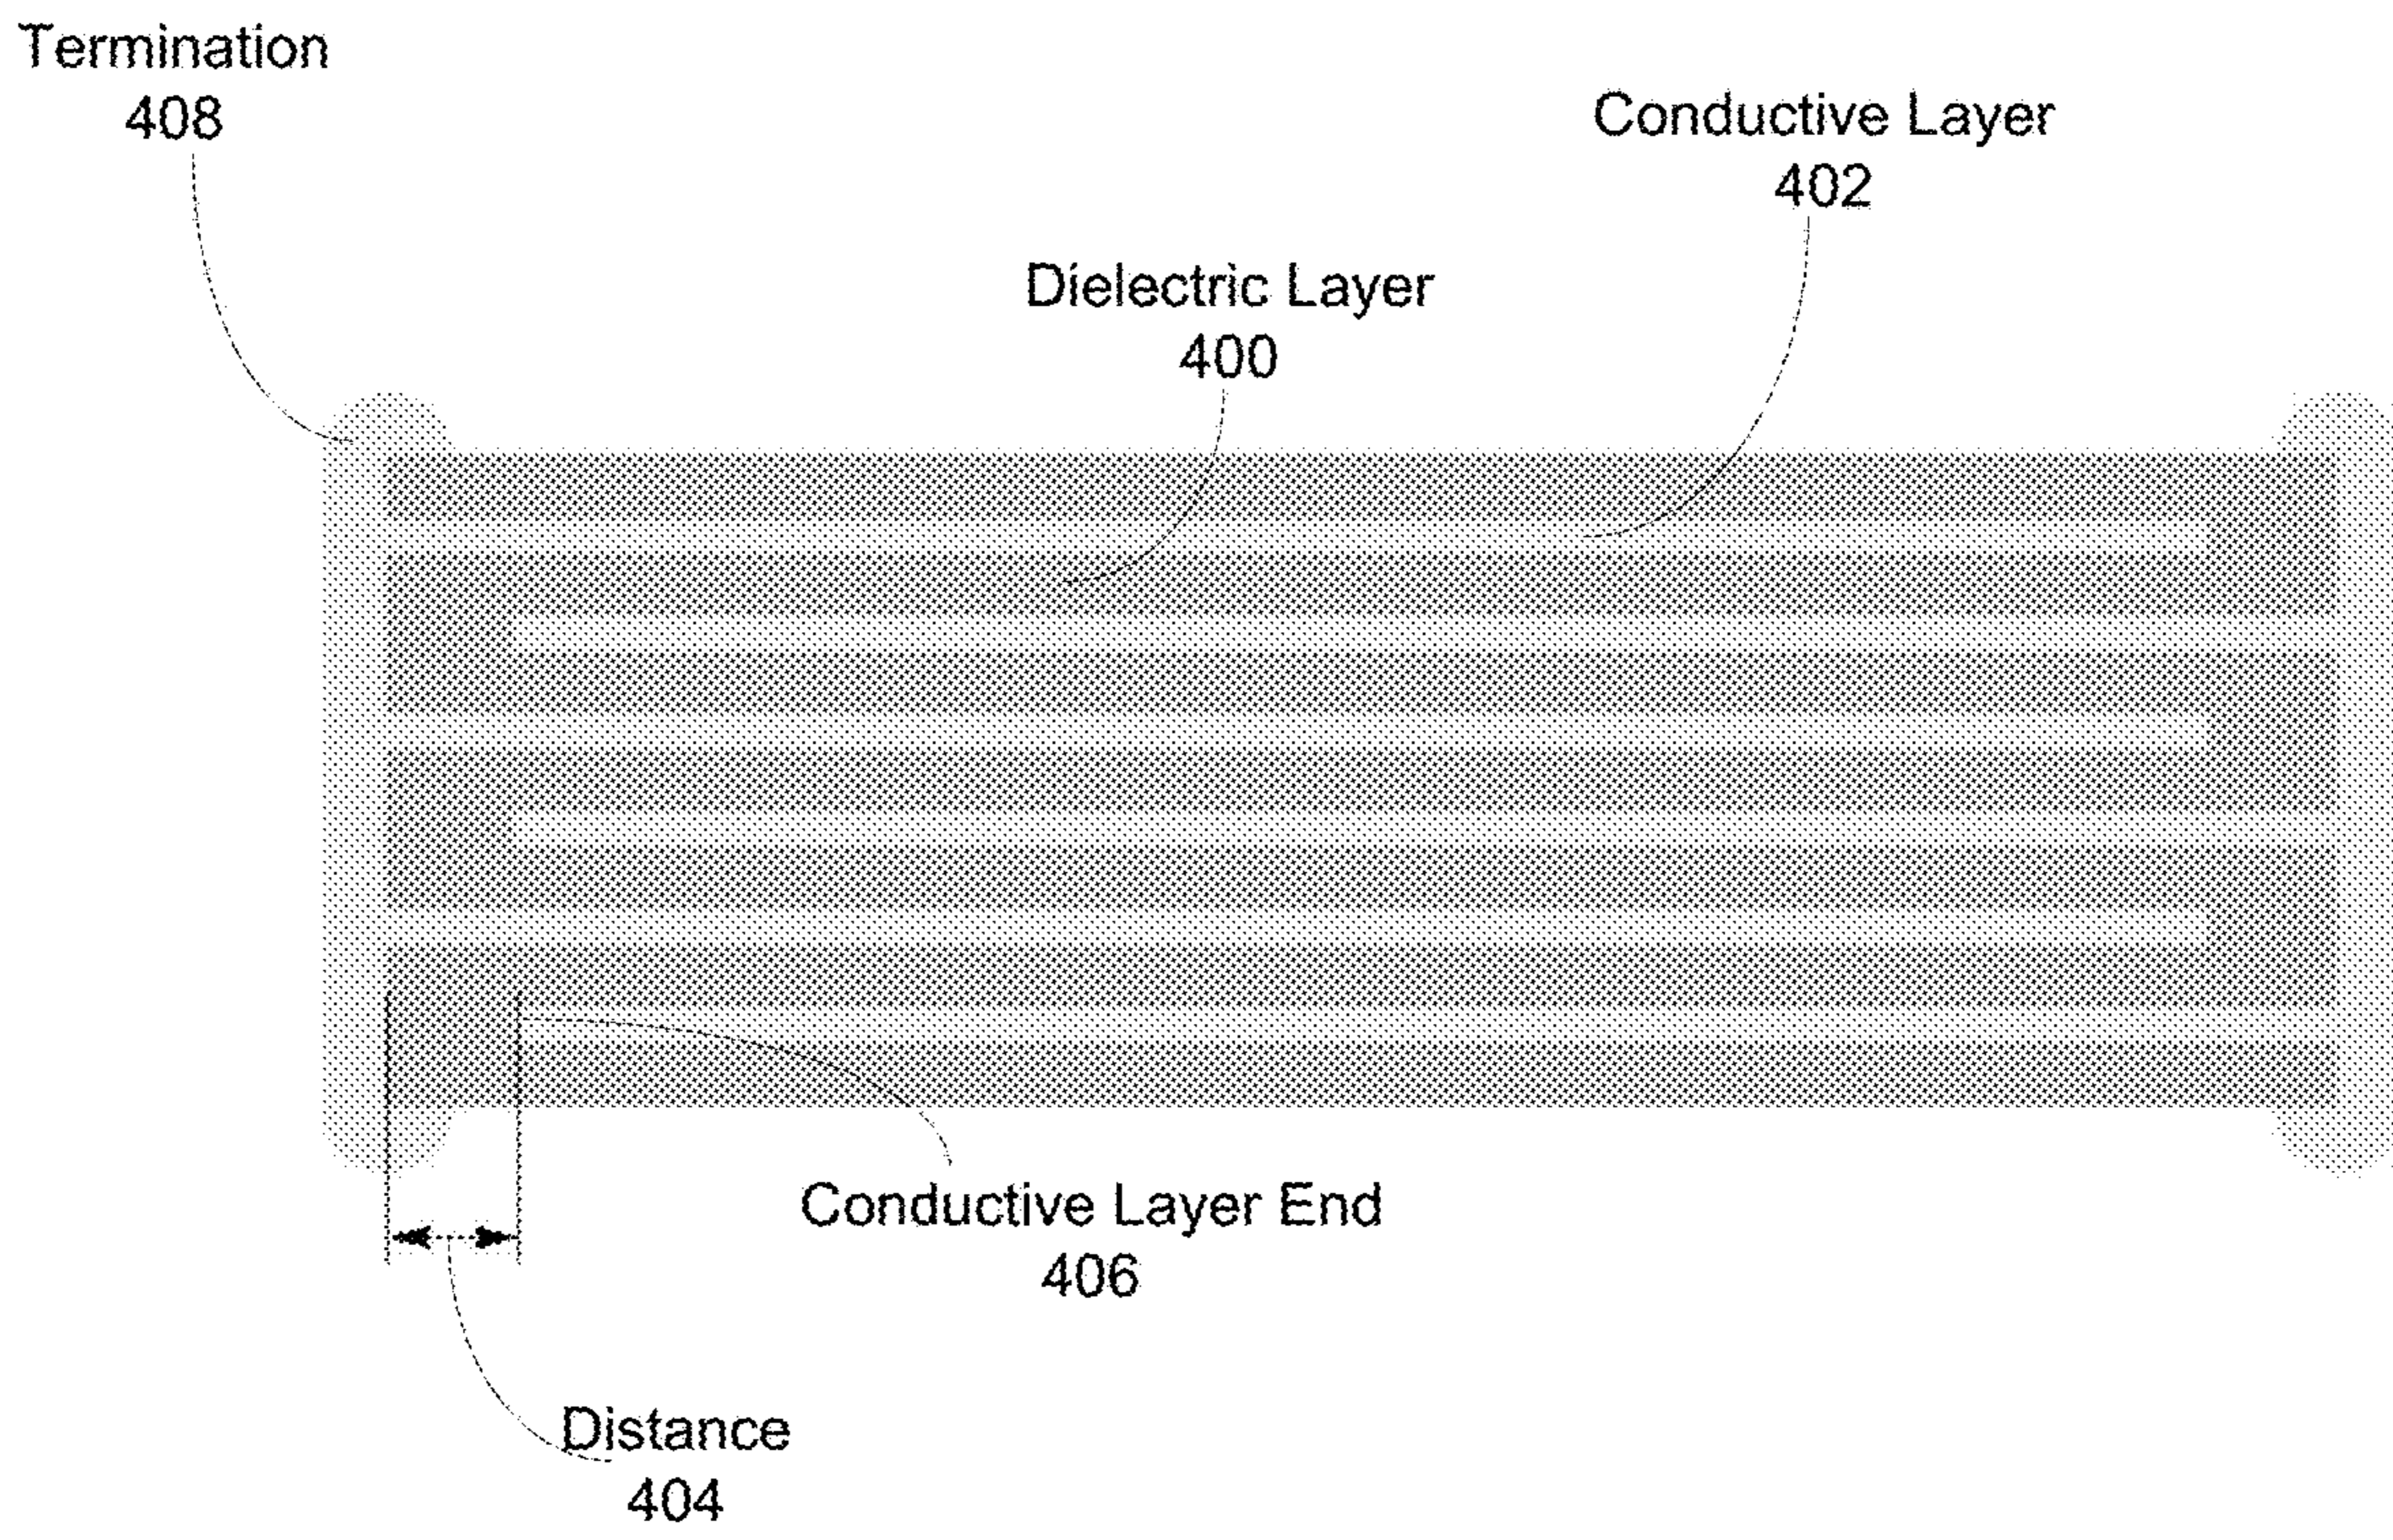 Termination
408
Conductive Layer
402
Dielectric Layer
400
Conductive Layer End
406
Distance
404